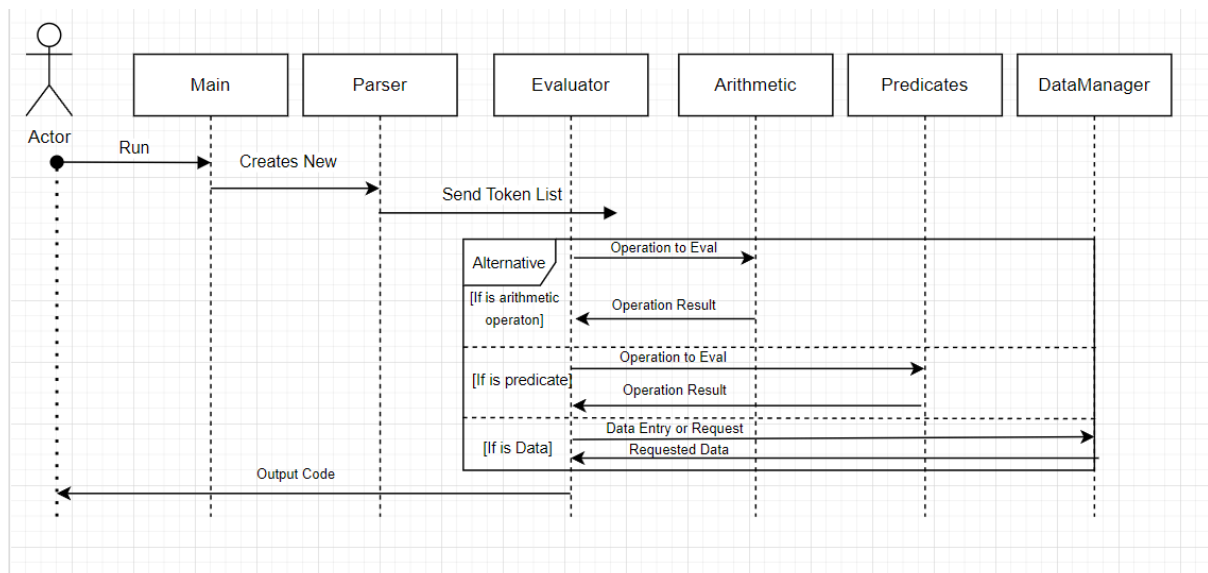 Main
Parser
Evaluator
Arithmetic
Predicates
DataManager
Actor
Run
Creates New
Send Token List
Alternative
Operation to Eval
[If is arithmetic
operaton]
Operation Result
Operation to Eval
[If is predicate]
Operation Result
Data Entry or Request
[If is Data]
Requested Data
Output Code